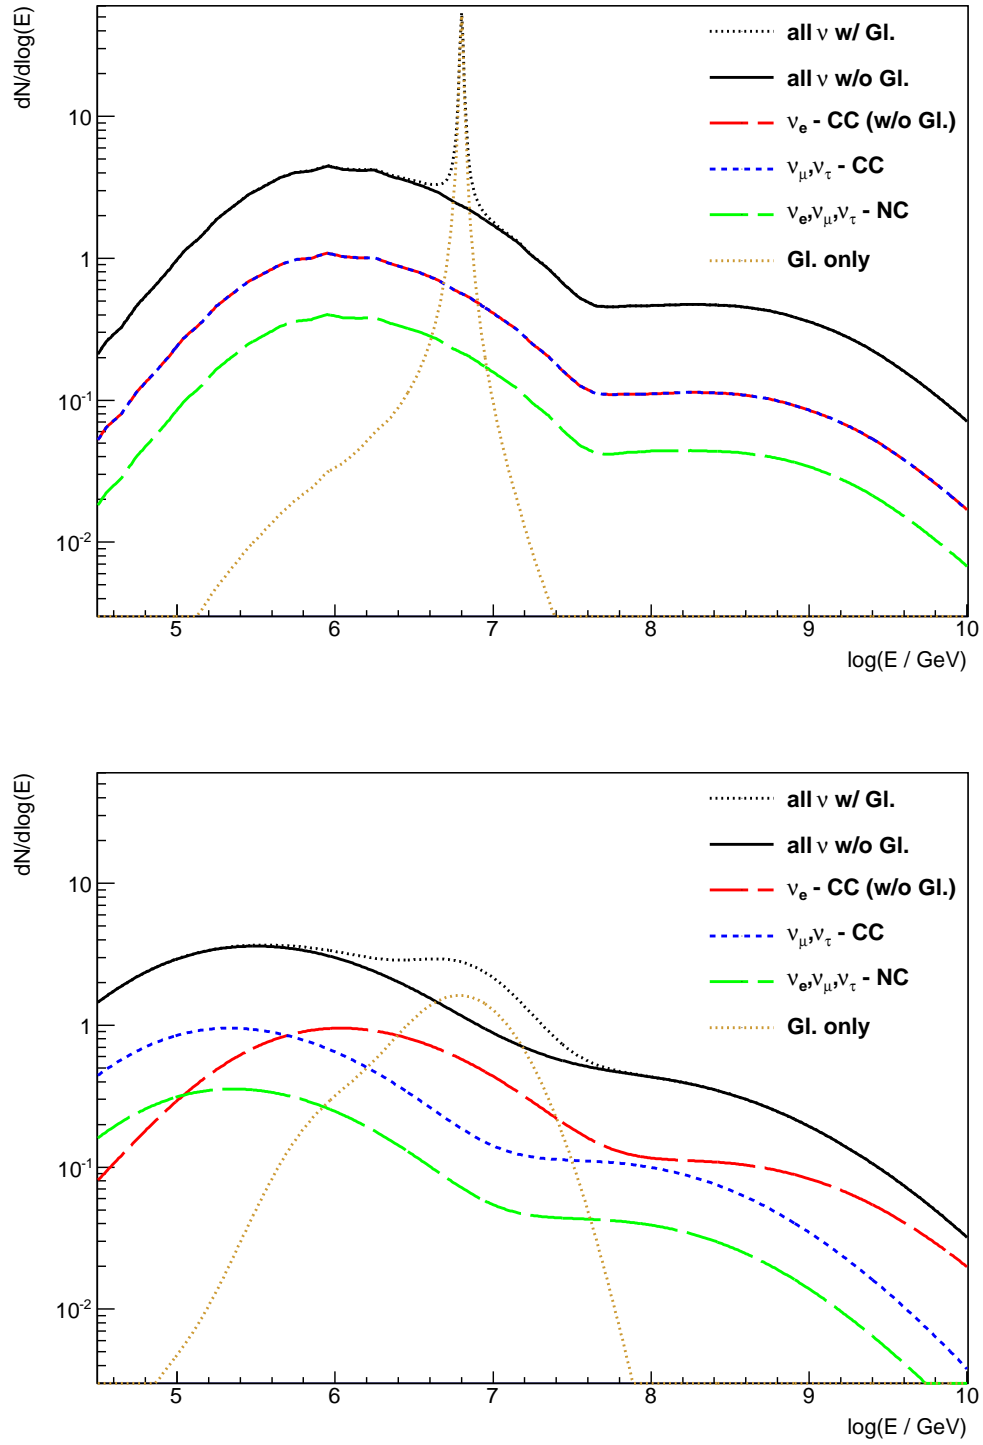 dN/dlog(E)
all ν w/ Gl.
all ν w/o Gl.
νe - CC (w/o Gl.)
νμ,ντ - CC
νe,νμ,ντ - NC
Gl. only
10
1
10-1
10-2
5 6 7 8 9 10
log(E / GeV)
dN/dlog(E)
all ν w/ Gl.
all ν w/o Gl.
νe - CC (w/o Gl.)
νμ,ντ - CC
νe,νμ,ντ - NC
Gl. only
10
1
10-1
10-2
5 6 7 8 9 10
log(E / GeV)